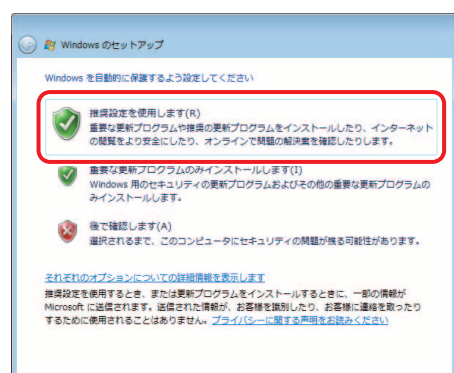 Windows のセットアップ
Windows を自動的に保護するよう設定してください
推奨設定を使用します(R)
重要な更新プログラムや推奨の更新プログラムをインストールしたり、インターネット
の閲覧をより安全にしたり、オンラインで問題の解決策を確認したりします。
重要な更新プログラムのみインストールします(I)
Windows 用のセキュリティの更新プログラムおよびその他の重要な更新プログラムの
みインストールします。
後で確認します(A)
選択されるまで、このコンピュータにセキュリティの問題が残る可能性があります。
それぞれのオプションについての詳細情報を表示します
推奨設定を使用するとき、または更新プログラムをインストールするときに、一部の情報が
Microsoft に送信されます。送信された情報が、お客様を識別したり、お客様に連絡を取ったり
するために使用されることはありません。プライバシーに関する声明をお読みください